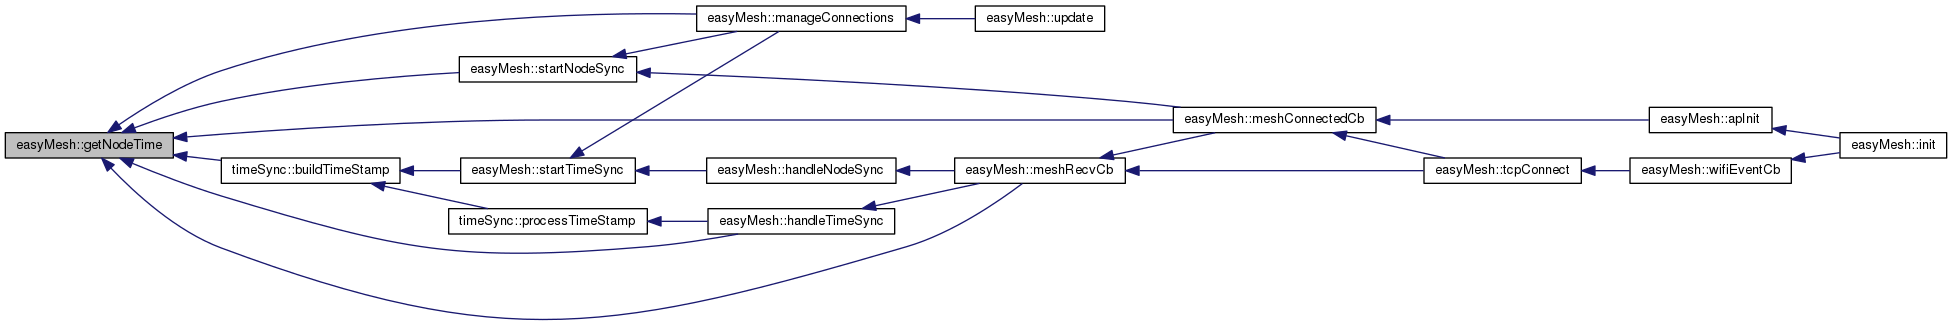 easyMesh::manageConnections
easyMesh::update
easyMesh::startNodeSync
easyMesh::meshConnectedCb
easyMesh::apInit
easyMesh::getNodeTime
easyMesh::init
timeSync::buildTimeStamp
easyMesh::startTimeSync
easyMesh::handleNodeSync
easyMesh::meshRecvCb
easyMesh::tcpConnect
easyMesh::wifiEventCb
timeSync::processTimeStamp
easyMesh::handleTimeSync